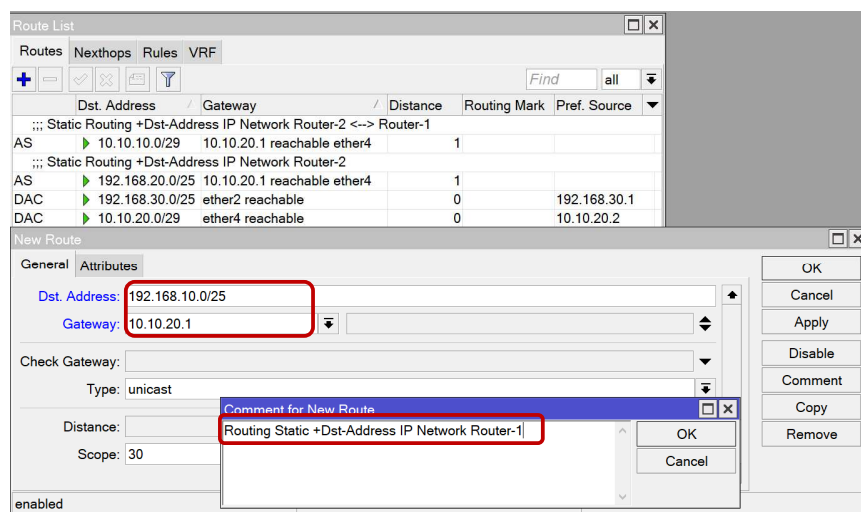 Route List
Routes Nexthops Rules VRF
Find all
Dst. Address / Gateway / Distance Routing Mark Pref. Source
;;; Static Routing +Dst-Address IP Network Router-2 <--> Router-1
AS 10.10.10.0/29 10.10.20.1 reachable ether4 1
;;; Static Routing +Dst-Address IP Network Router-2
AS 192.168.20.0/25 10.10.20.1 reachable ether4 1
DAC 192.168.30.0/25 ether2 reachable 0 192.168.30.1
DAC 10.10.20.0/29 ether4 reachable 0 10.10.20.2
New Route
General Attributes
OK
Dst. Address: 192.168.10.0/25
Cancel
Gateway: 10.10.20.1
Apply
Check Gateway:
Disable
Type: unicast
Comment
Comment for New Route
Copy
Distance:
Routing Static +Dst-Address IP Network Router-1
OK
Remove
Scope: 30
Cancel
enabled